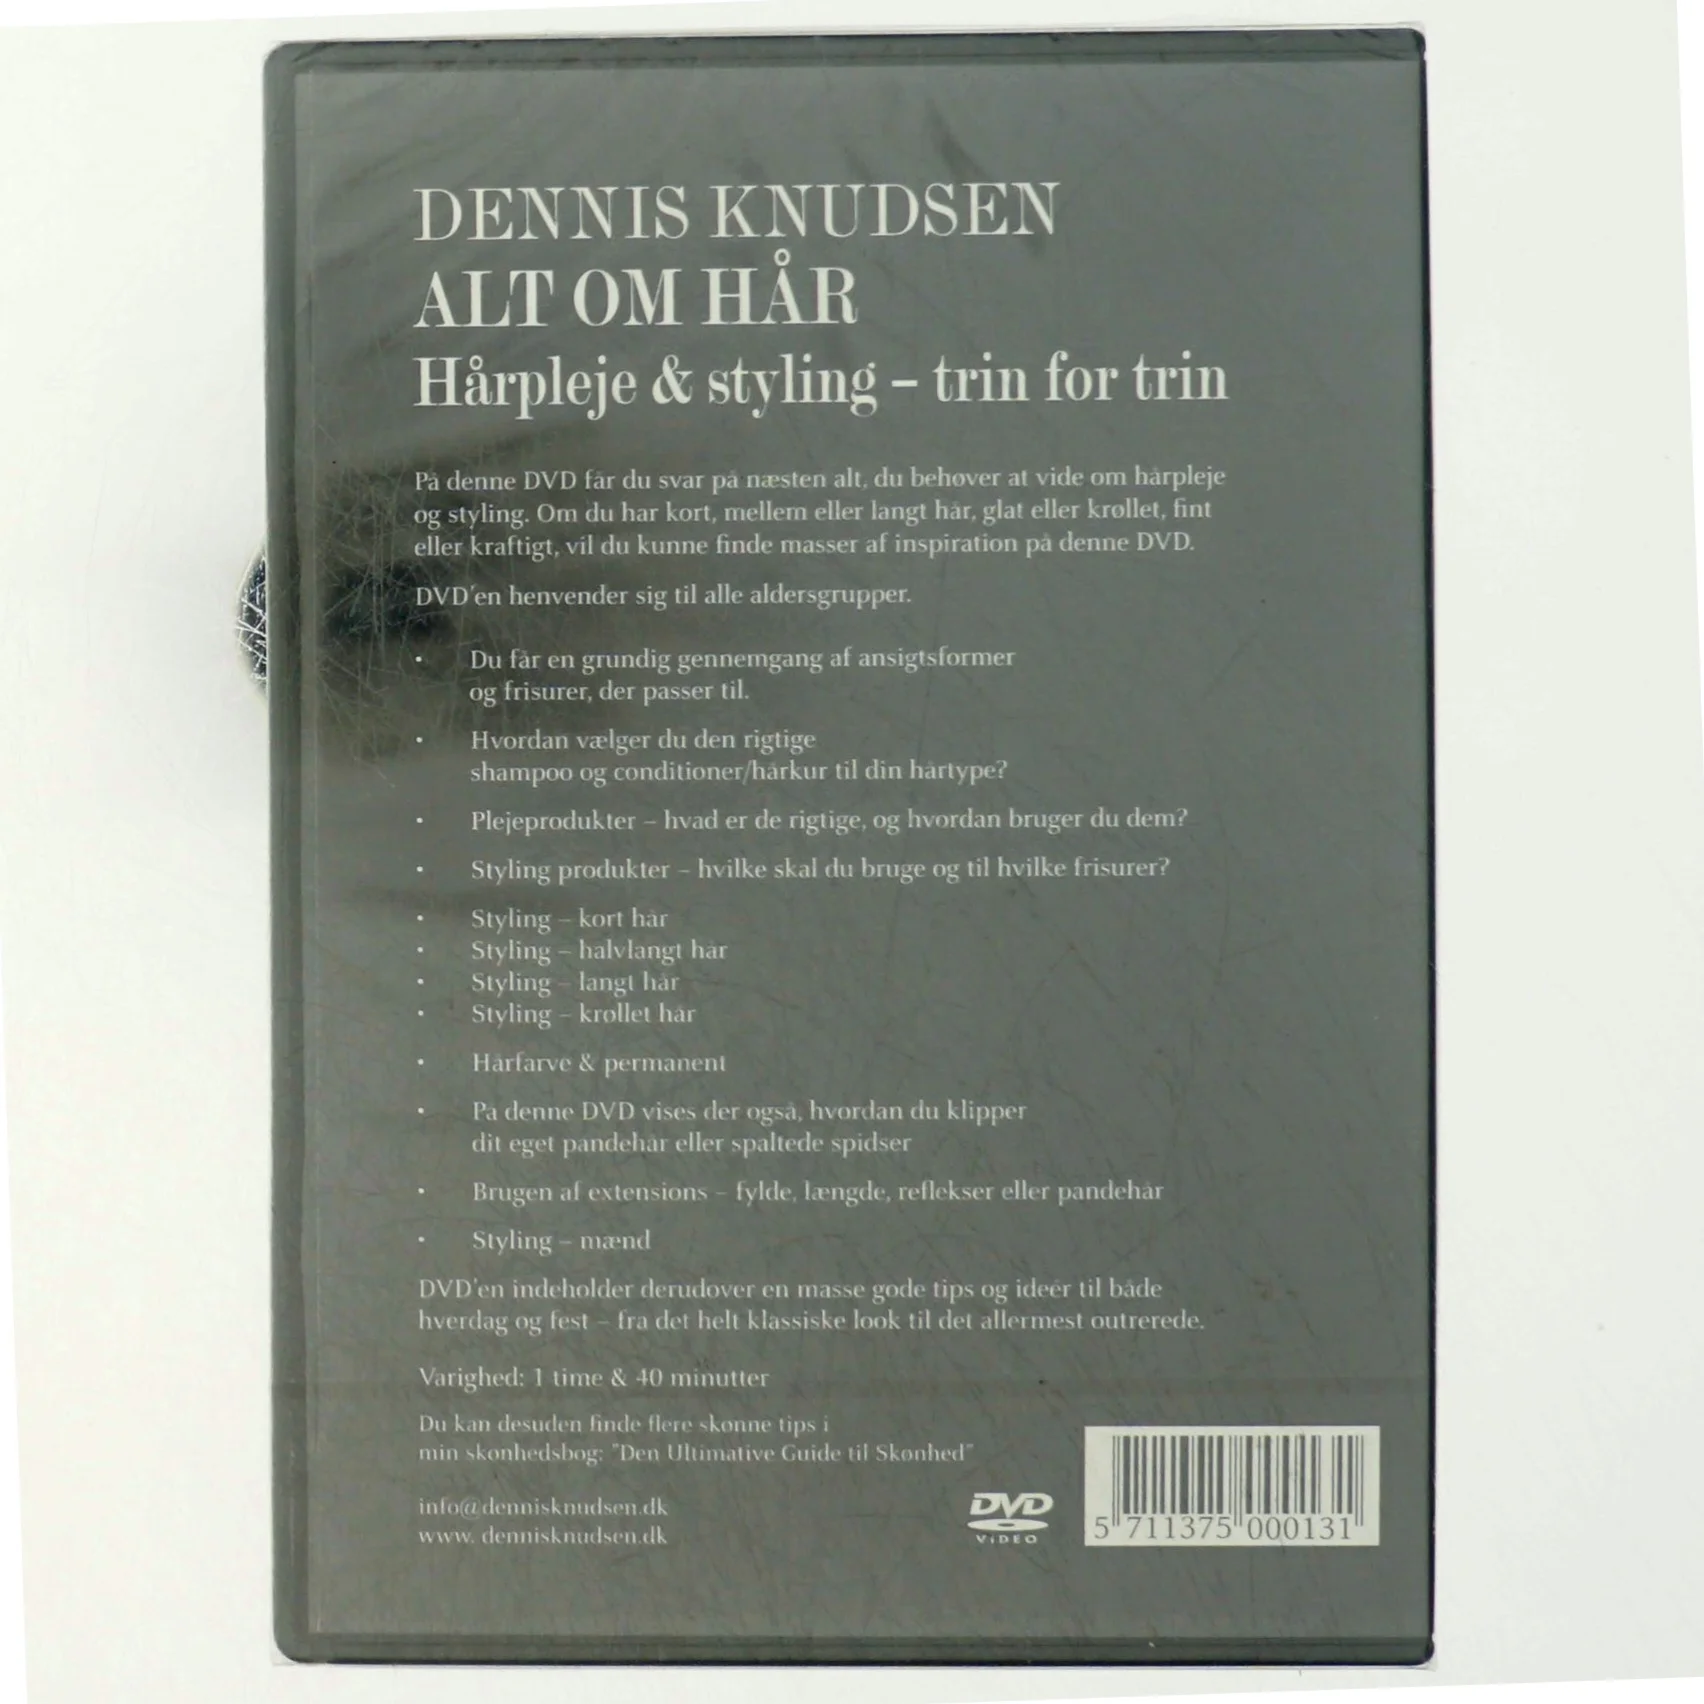 DENNIS KNUDSEN
ALT OM HÅR
Hårpleje & styling – trin for trin
På denne DVD får du svar på næsten alt, du behøver at vide om hårpleje
og styling. Om du har kort, mellem eller langt hår, glat eller krøllet, fint
eller kraftigt, vil du kunne finde masser af inspiration på denne DVD.
DVD'en henvender sig til alle aldersgrupper.
• Du får en grundig gennemgang af ansigtsformer
og frisurer, der passer til.
• Hvordan vælger du den rigtige
shampoo og conditioner/hårkur til din hårtype?
• Plejeprodukter – hvad er de rigtige, og hvordan bruger du dem?
• Styling produkter – hvilke skal du bruge og til hvilke frisurer?
• Styling – kort hår
• Styling – halvlangt hår
• Styling – langt hår
• Styling – krøllet hår
• Hårfarve & permanent
• På denne DVD vises der også, hvordan du klipper
dit eget pandehår eller spaltede spidser
• Brugen af extensions – fylde, længde, reflekser eller pandehår
• Styling – mænd
DVD'en indeholder derudover en masse gode tips og ideér til både
hverdag og fest – fra det helt klassiske look til det allermest outrerede.
Varighed: 1 time & 40 minutter
Du kan desuden finde flere skønne tips i
min skønhedsbog: "Den Ultimative Guide til Skønhed"
info@dennisknudsen.dk
www. dennisknudsen.dk
DVD
VIDEO
5 711375 000131